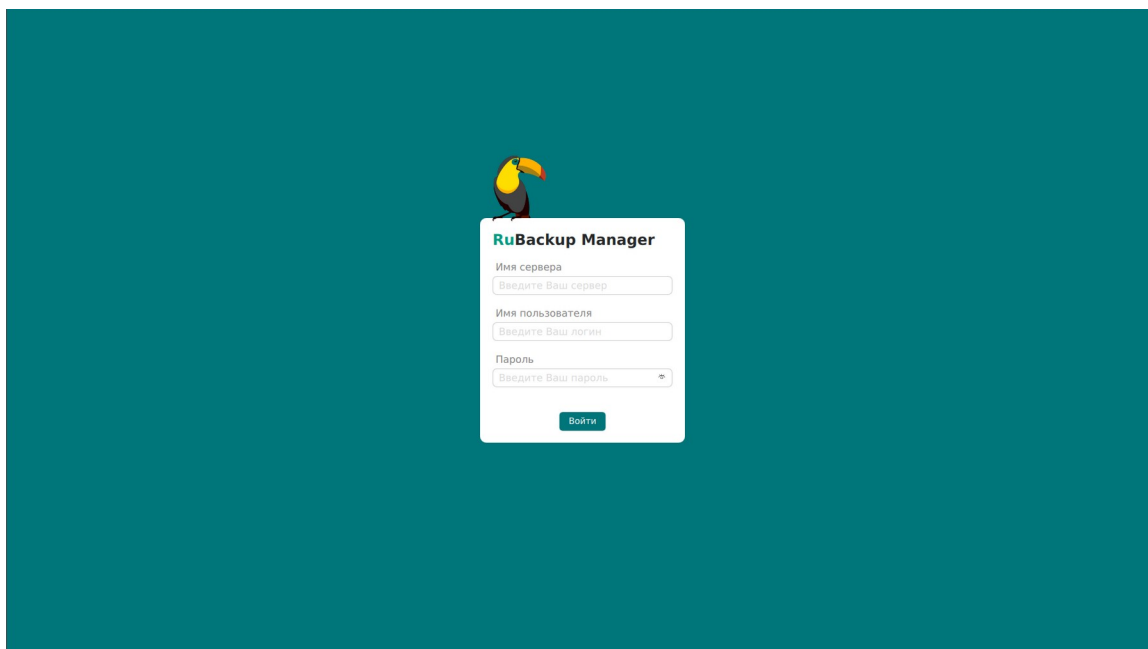 RuBackup Manager
Имя сервера
Введите Ваш сервер
Имя пользователя
Введите Ваш логин
Пароль
Введите Ваш пароль
Войти